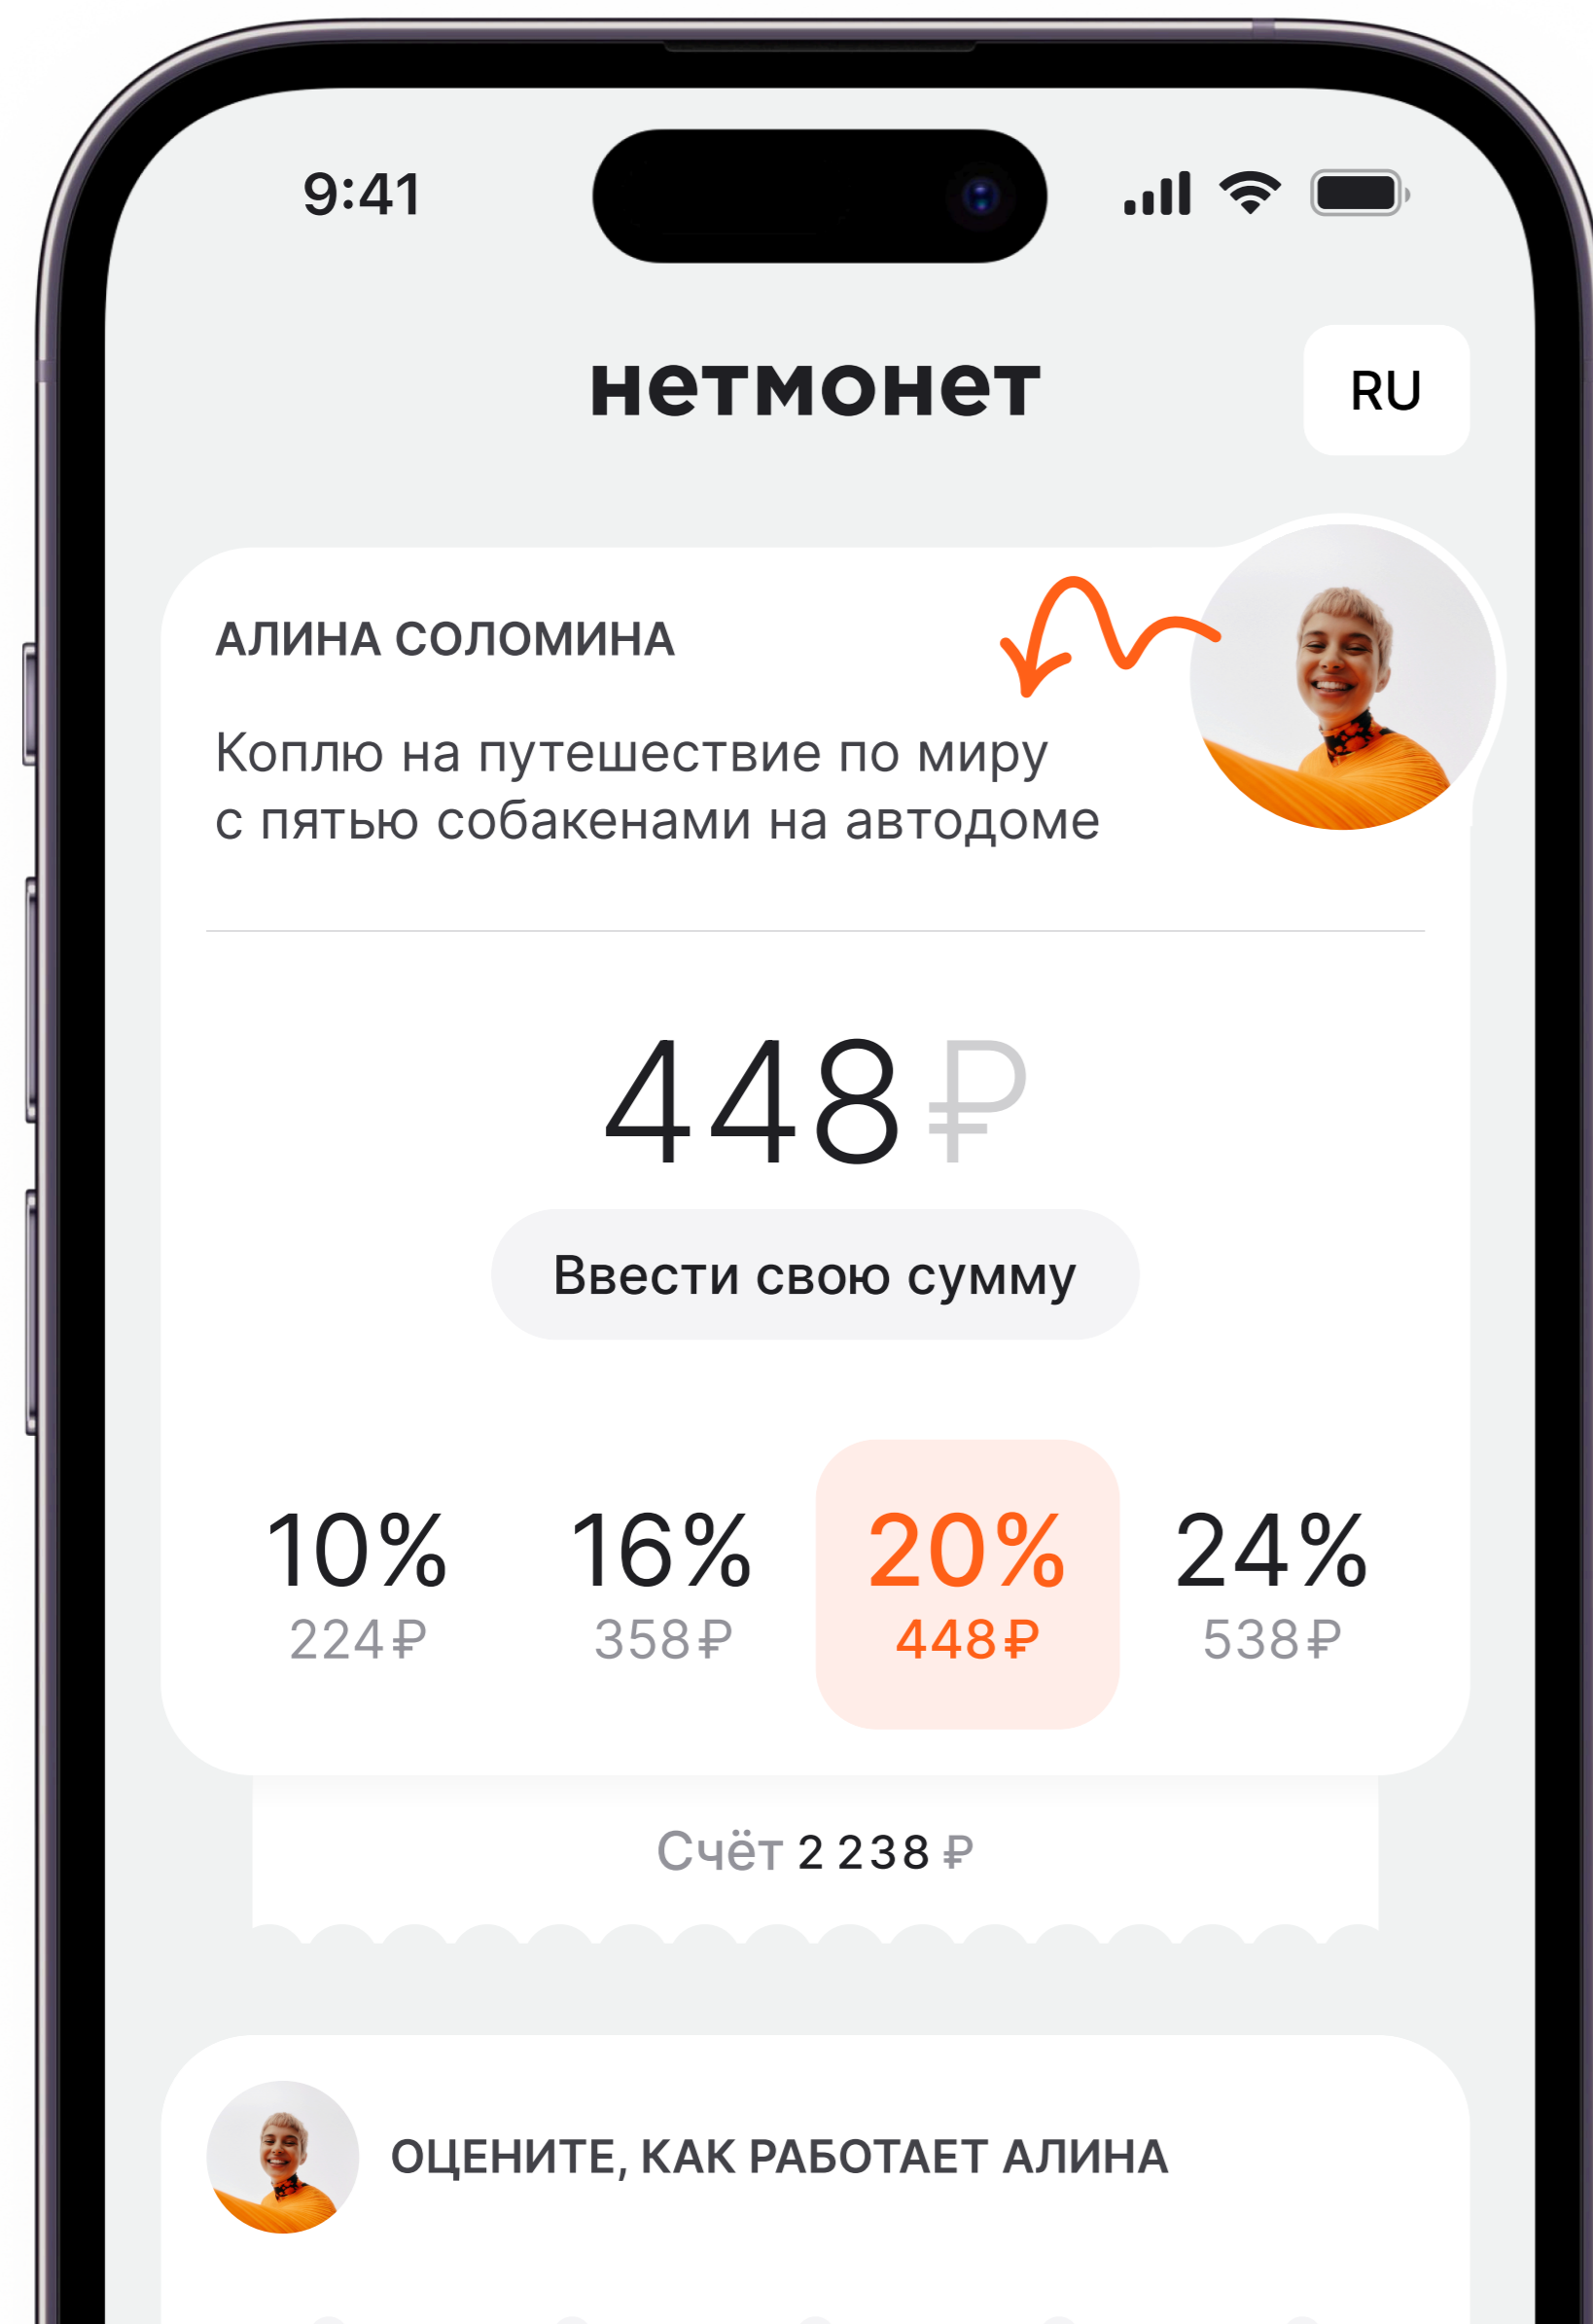 9:41
нетмонет
RU
АЛИНА СОЛОМИНА
Коплю на путешествие по миру
с пятью собакенами на автодоме
448 ₽
Ввести свою сумму
10% 16% 20% 24%
224 ₽ 358 ₽ 448 ₽ 538 ₽
Счёт 2 238 ₽
ОЦЕНИТЕ, КАК РАБОТАЕТ АЛИНА